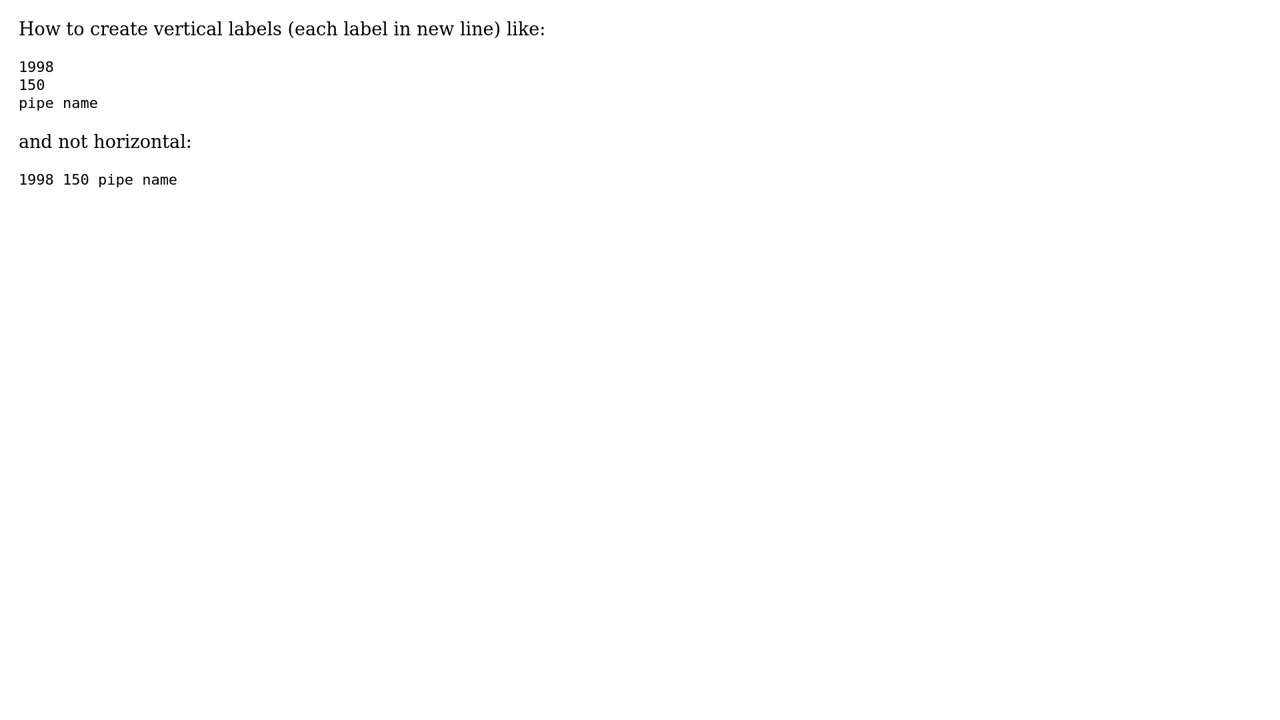 How to create vertical labels (each label in new line) like:
1998
150
pipe name
and not horizontal:
1998 150 pipe name